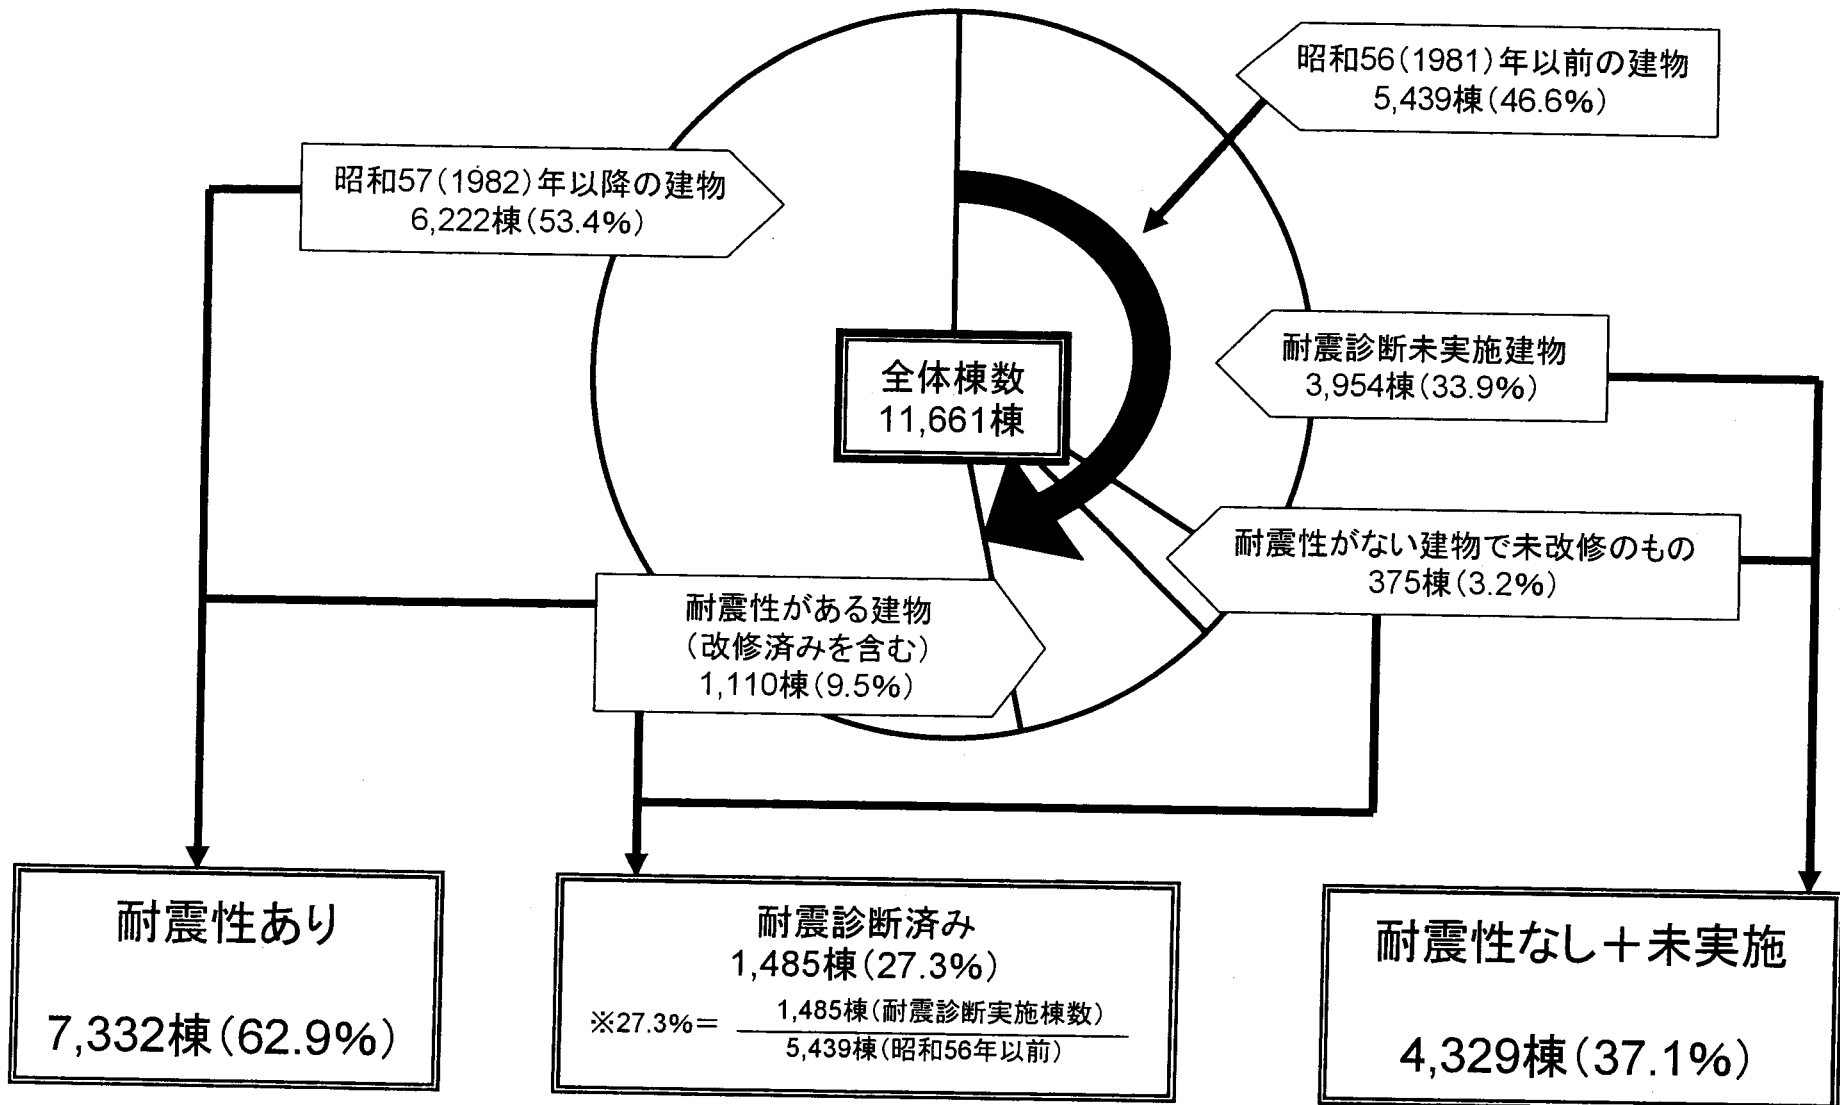 昭和56(1981)年以前の建物
5,439棟(46.6%)
昭和57(1982)年以降の建物
6,222棟(53.4%)
全体棟数
11,661棟
耐震診断未実施建物
3,954棟(33.9%)
耐震性がない建物で未改修のもの
375棟(3.2%)
耐震性がある建物
(改修済みを含む)
1,110棟(9.5%)
耐震性あり
7,332棟(62.9%)
耐震診断済み
1,485棟(27.3%)
※27.3%= 1,485棟(耐震診断実施棟数)
5,439棟(昭和56年以前)
耐震性なし+未実施
4,329棟(37.1%)